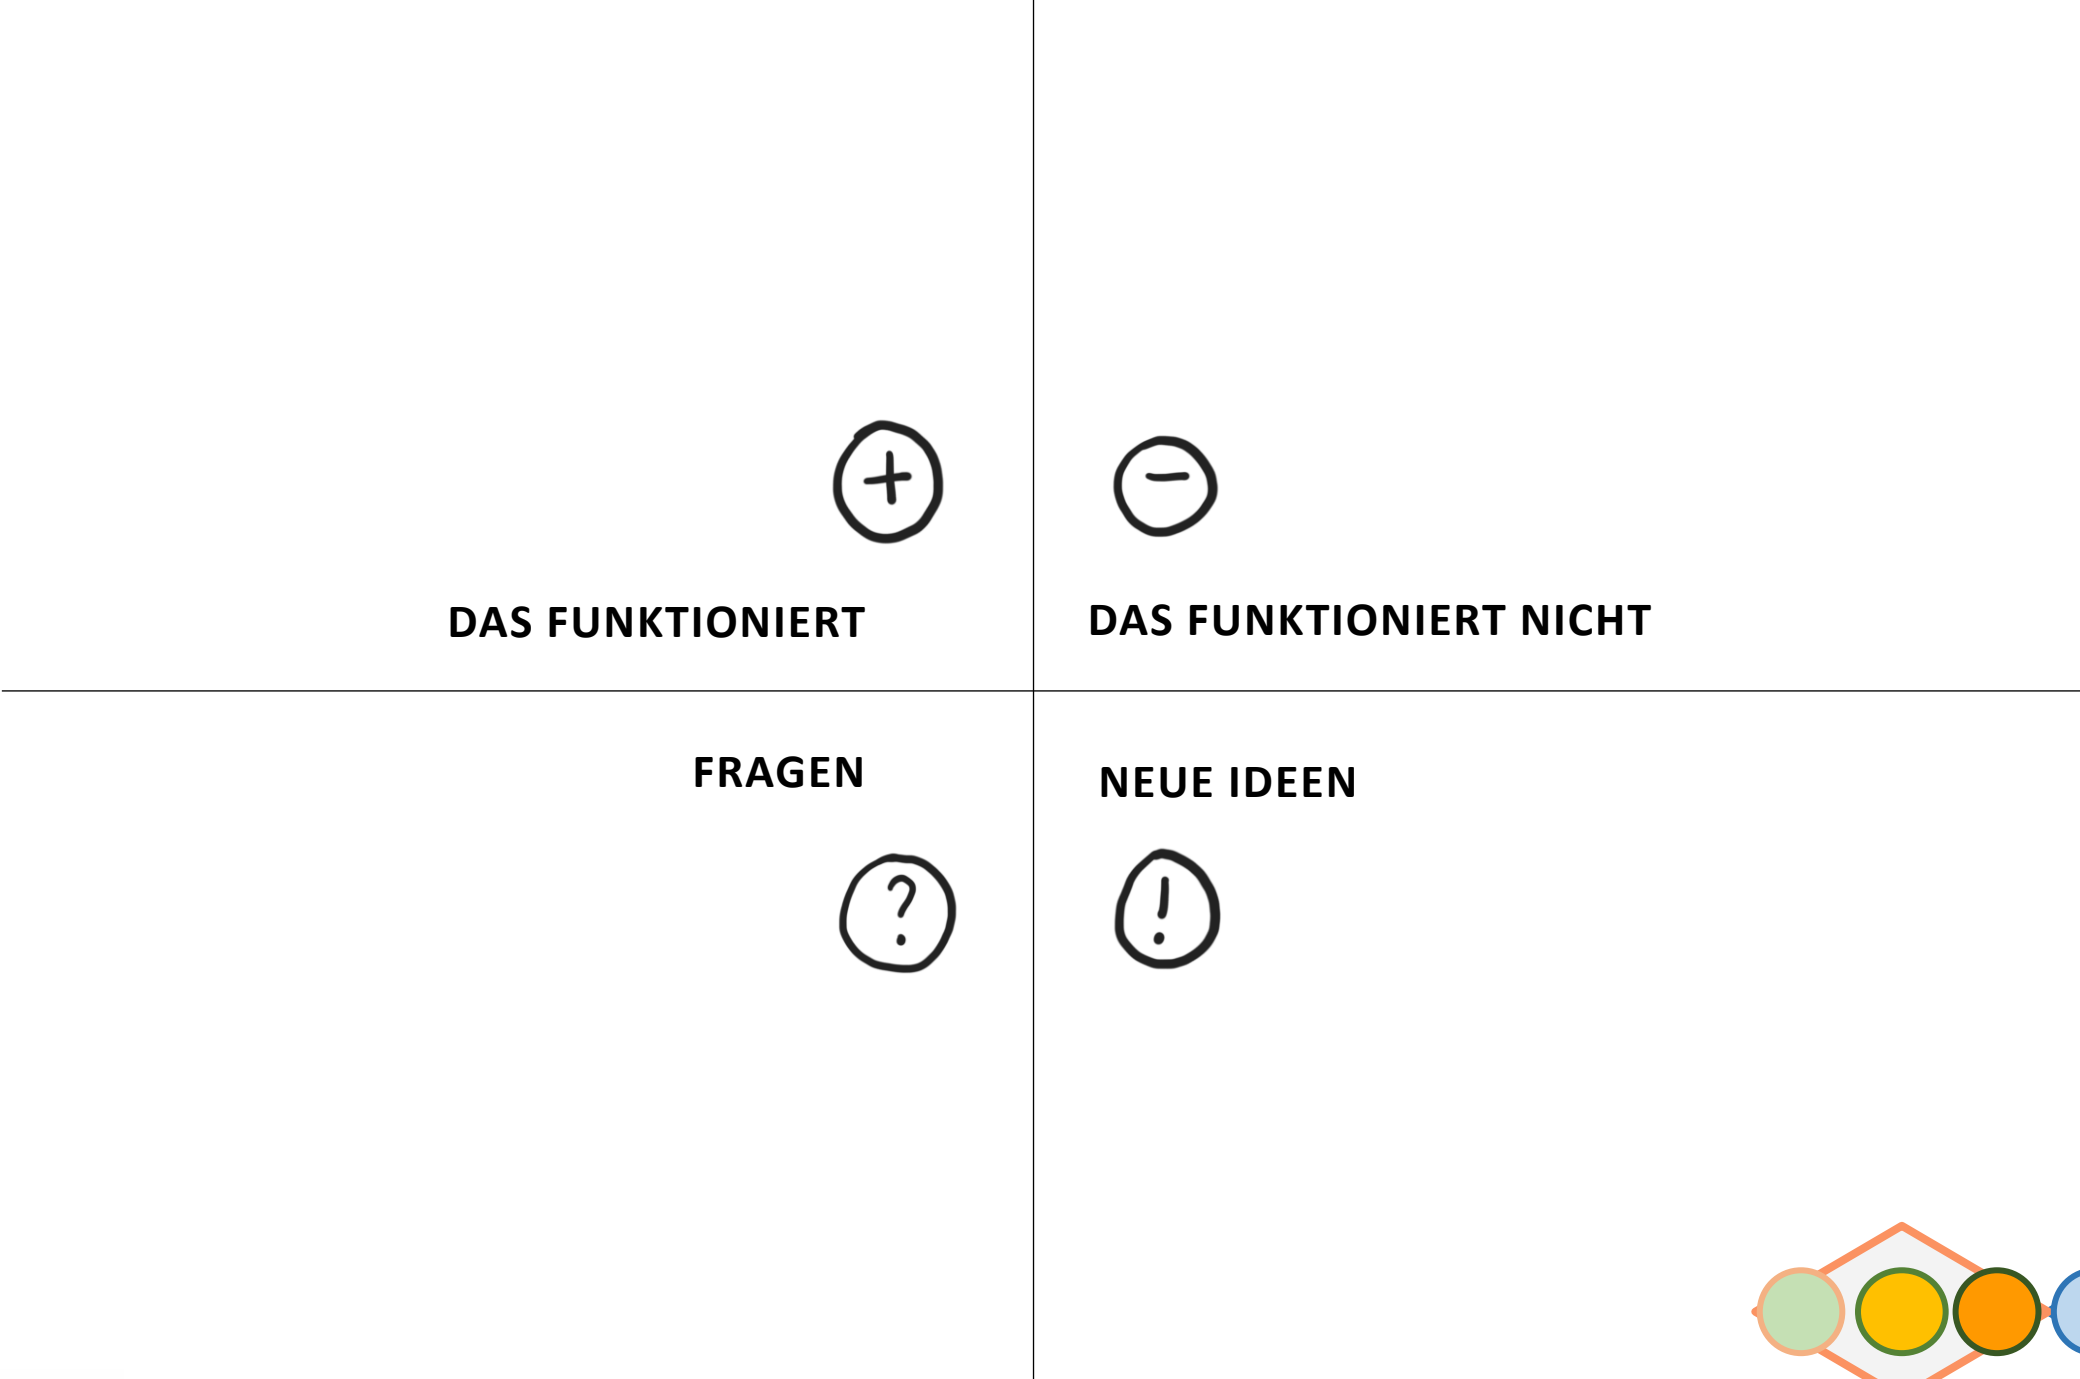 +
-
DAS FUNKTIONIERT
DAS FUNKTIONIERT NICHT
FRAGEN
NEUE IDEEN
?
!